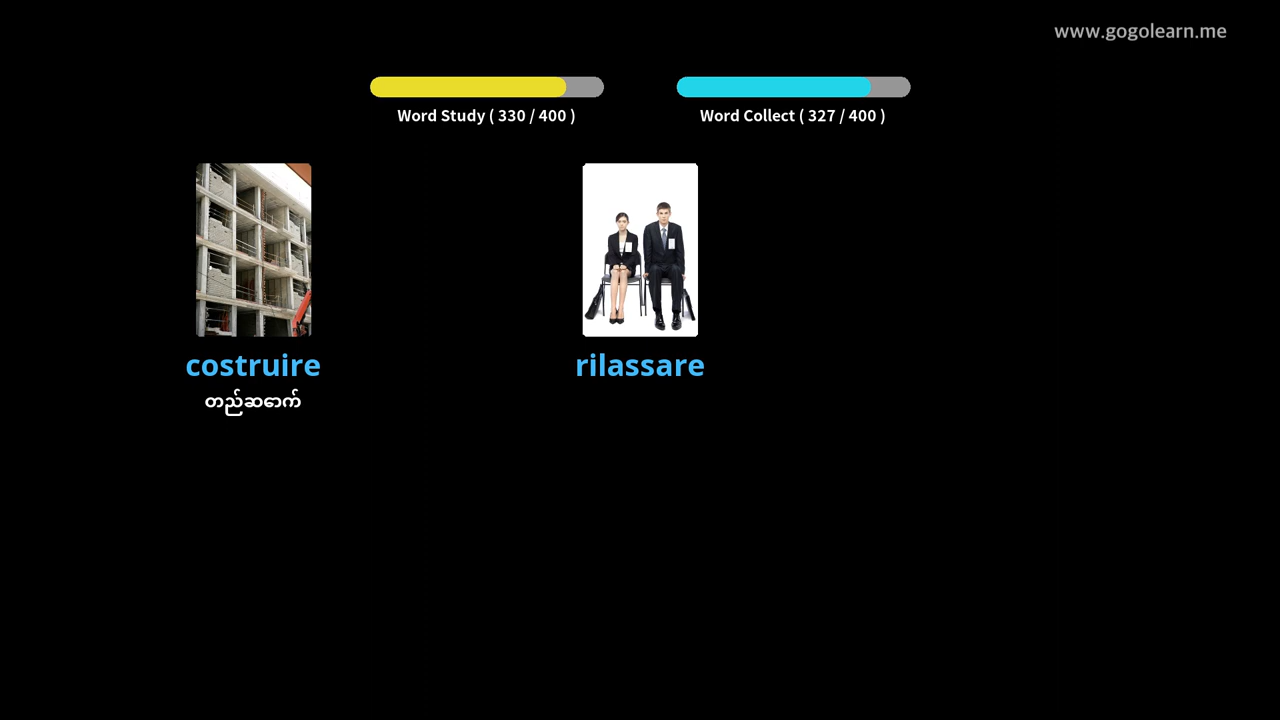 www.gogolearn.me
Word Study ( 330 / 400 )
Word Collect ( 327 / 400 )
costruire
တည်ဆောက်
rilassare